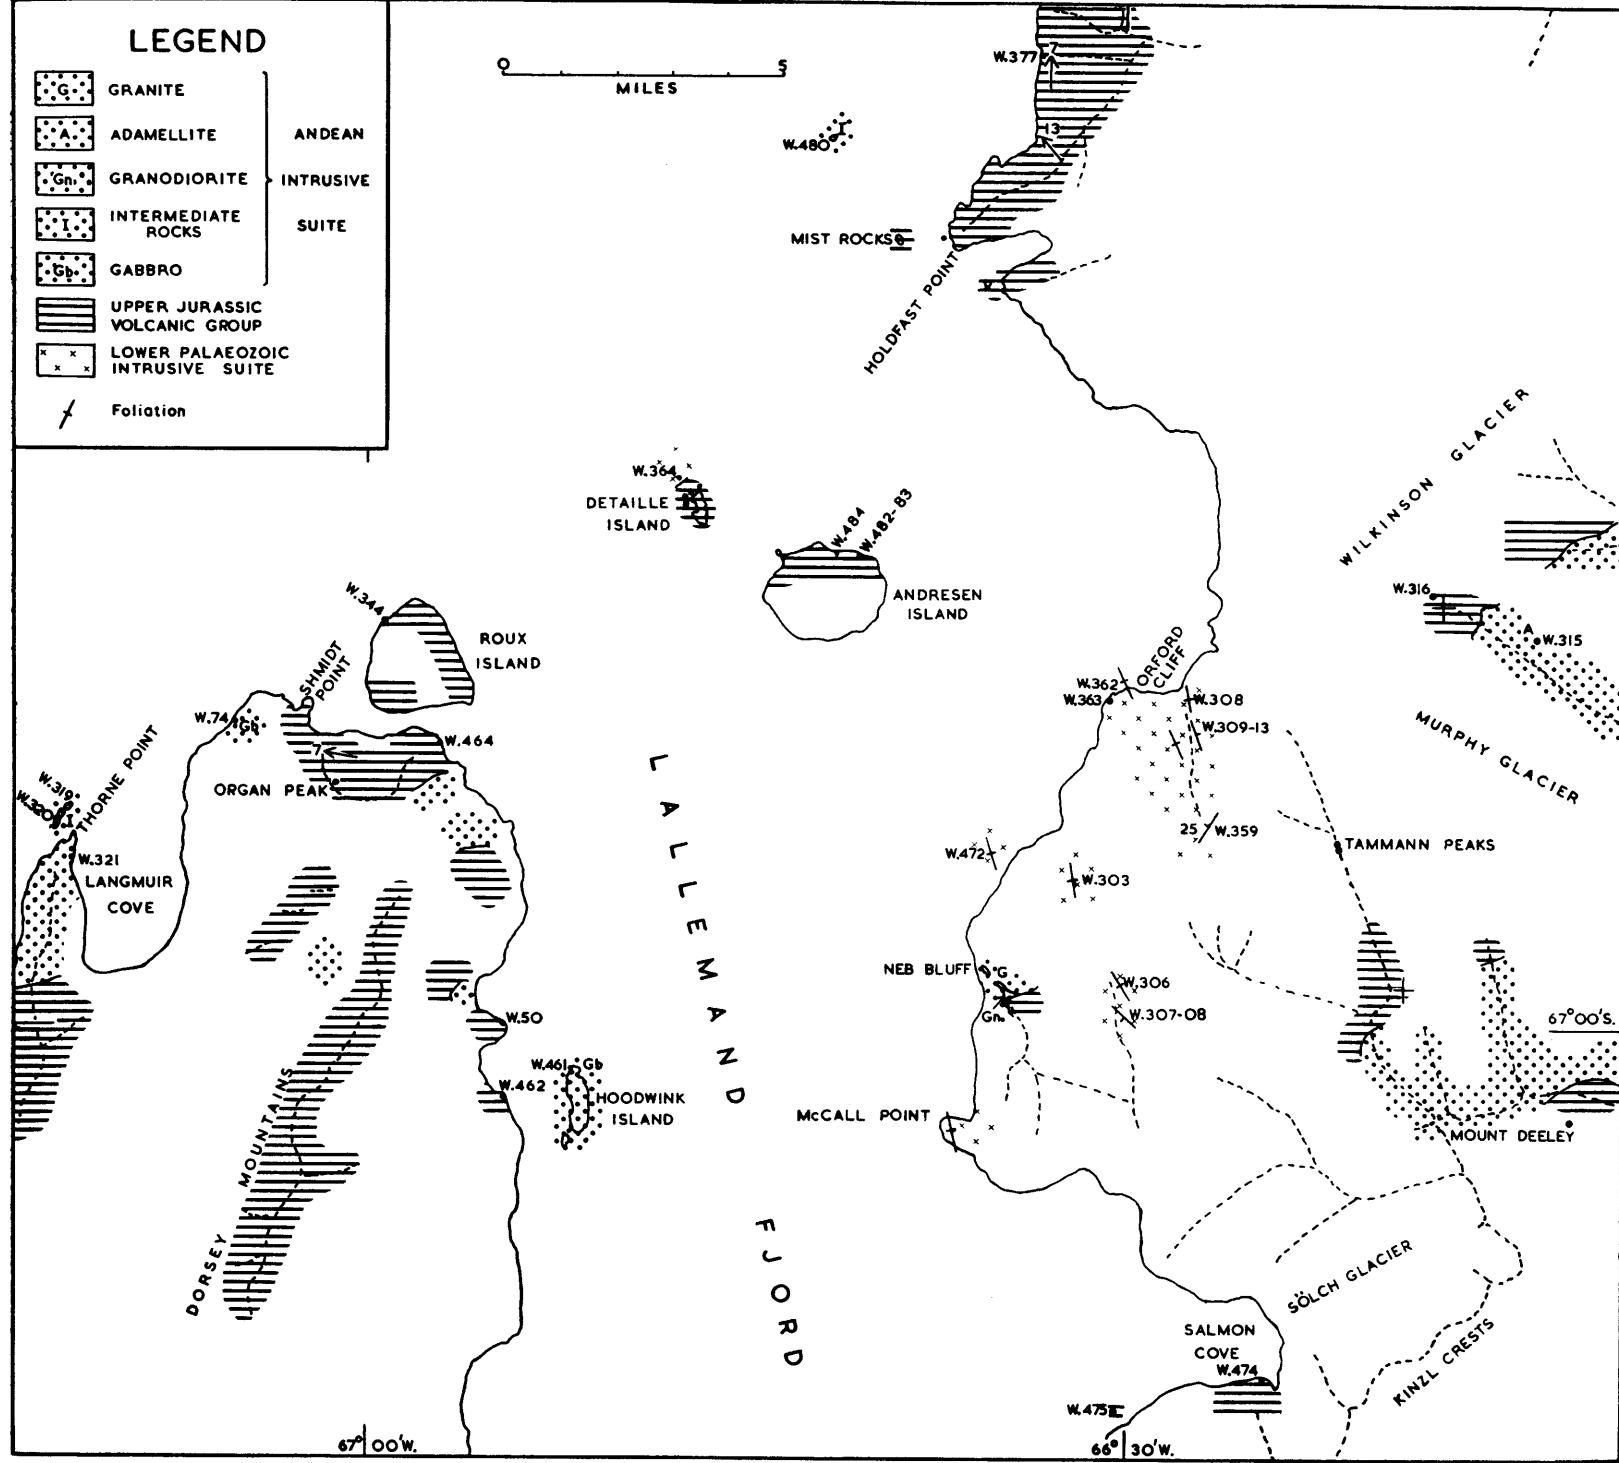 LEGEND
G GRANITE
A ADAMELLITE
Gn GRANODIORITE
I INTERMEDIATE
ROCKS
Gb GABBRO
ANDEAN
INTRUSIVE
SUITE
UPPER JURASSIC
VOLCANIC GROUP
LOWER PALAEOZOIC
INTRUSIVE SUITE
Foliation
0 5
MILES
W.377 7
13
W.480 I
MIST ROCKS
HOLDFAST POINT
V
WILKINSON GLACIER
W.364
DETAILLE
ISLAND
W.484
W.482-83
ANDRESEN
ISLAND
W.344
ROUX
ISLAND
SHMIDT
POINT
W.316
A W.315
MURPHY GLACIER
ORFORD
CLIFF
W.362
W.363
W.308
W.309-13
W.74 Gb
W.464
7
ORGAN PEAK
THORNE POINT
W.319
W.320 I
W.321
LANGMUIR
COVE
25 W.359
TAMMANN PEAKS
W.472
W.303
LALLEMAND FJORD
NEB BLUFF G
Gn
W.306
W.307-08
67°00'S.
W.50
W.461 Gb
W.462
HOODWINK
ISLAND
McCALL POINT
MOUNT DEELEY
DORSEY MOUNTAINS
SÖLCH GLACIER
KINZL CRESTS
SALMON
COVE
W.474
W.475
67° 00'W.
66° 30'W.